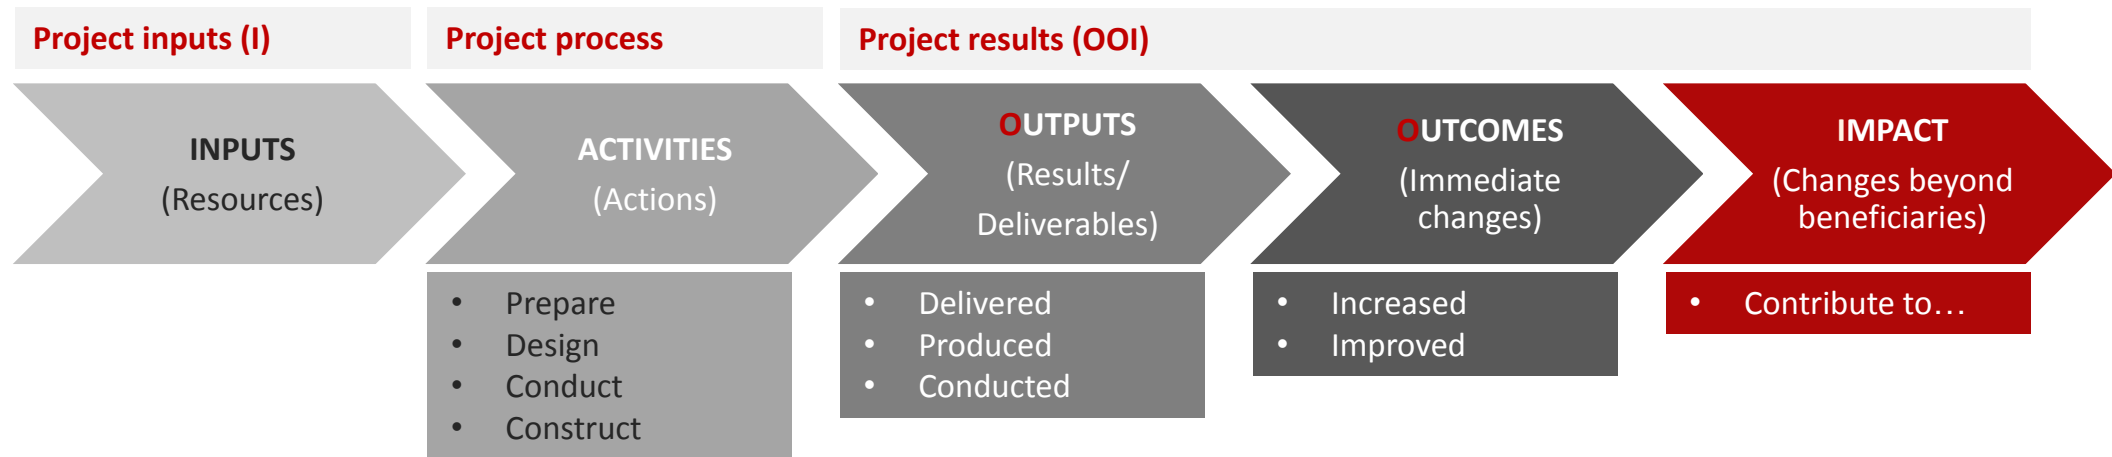 Project inputs (I)
Project process
Project results (OOI)
INPUTS
(Resources)
ACTIVITIES
(Actions)
OUTPUTS
(Results/
Deliverables)
OUTCOMES
(Immediate
changes)
IMPACT
(Changes beyond
beneficiaries)
• Prepare
• Design
• Conduct
• Construct
• Delivered
• Produced
• Conducted
• Increased
• Improved
• Contribute to…